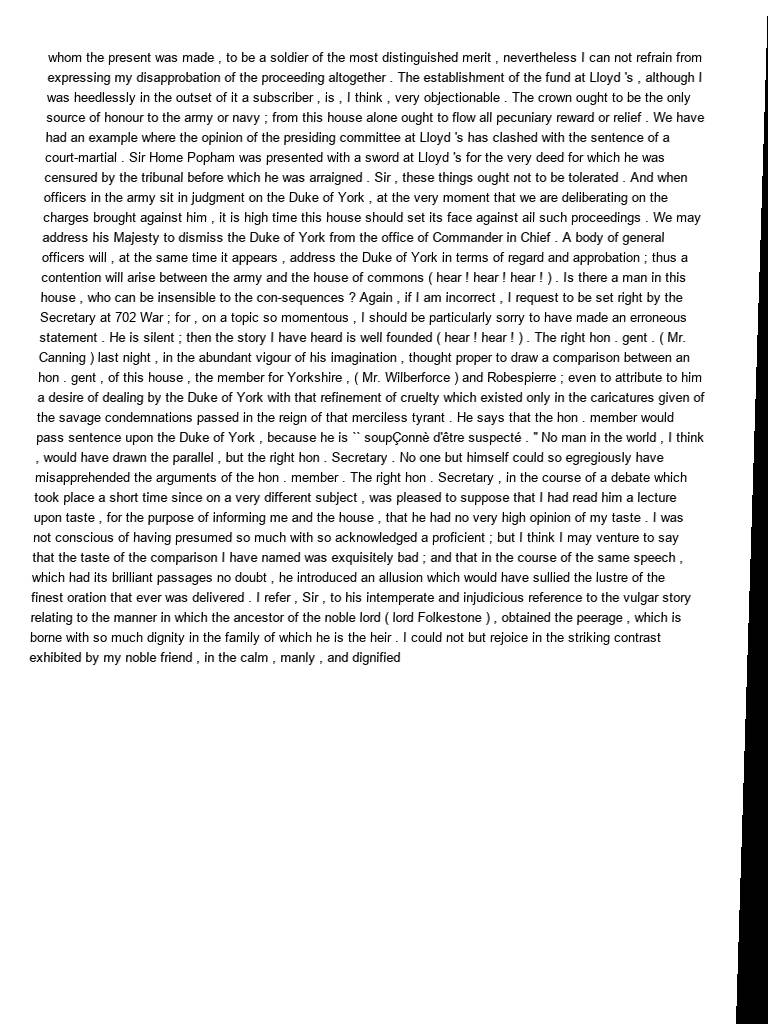 whom the present was made , to be a soldier of the most distinguished merit , nevertheless I can not refrain from
expressing my disapprobation of the proceeding altogether . The establishment of the fund at Lloyd 's , although I
was heedlessly in the outset of it a subscriber , is , I think , very objectionable . The crown ought to be the only
source of honour to the army or navy ; from this house alone ought to flow all pecuniary reward or relief . We have
had an example where the opinion of the presiding committee at Lloyd 's has clashed with the sentence of a
court-martial . Sir Home Popham was presented with a sword at Lloyd 's for the very deed for which he was
censured by the tribunal before which he was arraigned . Sir , these things ought not to be tolerated . And when
officers in the army sit in judgment on the Duke of York , at the very moment that we are deliberating on the
charges brought against him , it is high time this house should set its face against ail such proceedings . We may
address his Majesty to dismiss the Duke of York from the office of Commander in Chief . A body of general
officers will , at the same time it appears , address the Duke of York in terms of regard and approbation ; thus a
contention will arise between the army and the house of commons ( hear ! hear ! hear ! ) . Is there a man in this
house , who can be insensible to the con-sequences ? Again , if I am incorrect , I request to be set right by the
Secretary at 702 War ; for , on a topic so momentous , I should be particularly sorry to have made an erroneous
statement . He is silent ; then the story I have heard is well founded ( hear ! hear ! ) . The right hon . gent . ( Mr.
Canning ) last night , in the abundant vigour of his imagination , thought proper to draw a comparison between an
hon . gent , of this house , the member for Yorkshire , ( Mr. Wilberforce ) and Robespierre ; even to attribute to him
a desire of dealing by the Duke of York with that refinement of cruelty which existed only in the caricatures given of
the savage condemnations passed in the reign of that merciless tyrant . He says that the hon . member would
pass sentence upon the Duke of York , because he is `` soupÇonnè d'être suspecté . '' No man in the world , I think
, would have drawn the parallel , but the right hon . Secretary . No one but himself could so egregiously have
misapprehended the arguments of the hon . member . The right hon . Secretary , in the course of a debate which
took place a short time since on a very different subject , was pleased to suppose that I had read him a lecture
upon taste , for the purpose of informing me and the house , that he had no very high opinion of my taste . I was
not conscious of having presumed so much with so acknowledged a proficient ; but I think I may venture to say
that the taste of the comparison I have named was exquisitely bad ; and that in the course of the same speech ,
which had its brilliant passages no doubt , he introduced an allusion which would have sullied the lustre of the
finest oration that ever was delivered . I refer , Sir , to his intemperate and injudicious reference to the vulgar story
relating to the manner in which the ancestor of the noble lord ( lord Folkestone ) , obtained the peerage , which is
borne with so much dignity in the family of which he is the heir . I could not but rejoice in the striking contrast
exhibited by my noble friend , in the calm , manly , and dignified